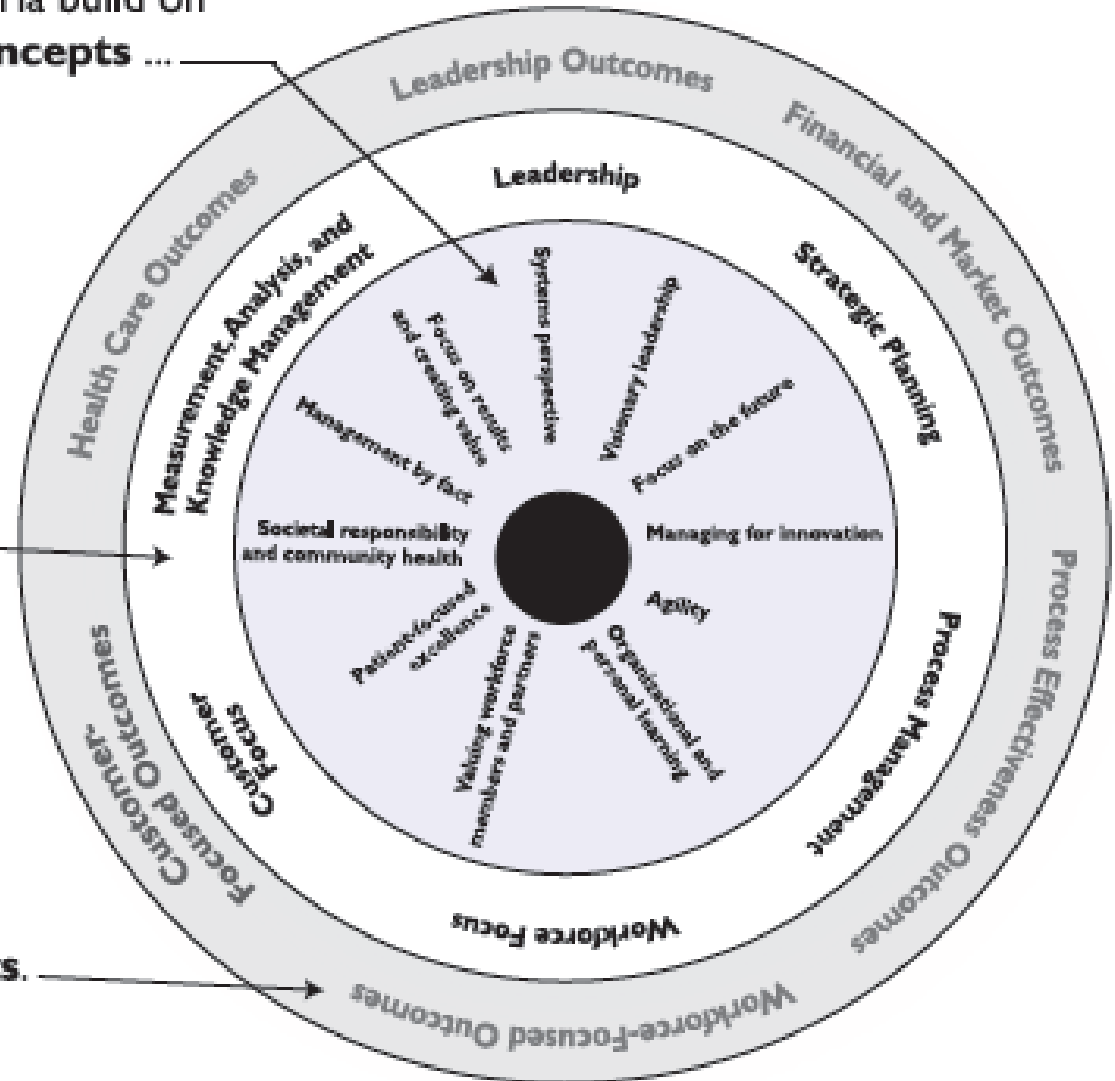 build on
ncepts ...
Leadership Outcomes
Financial and Market Outcomes
Process Effectiveness Outcomes
Workforce-Focused Outcomes
Customer-
Focused Outcomes
Health Care Outcomes
Leadership
Strategic Planning
Process Management
Workforce Focus
Customer
Focus
Measurement, Analysis, and
Knowledge Management
Systems perspective
Visionary leadership
Focus on the future
Managing for innovation
Agility
Organizational and
personal learning
Valuing workforce
members and partners
Patient-focused
excellence
Societal responsibility
and community health
Management by fact
Focus on results
and creating value
s.